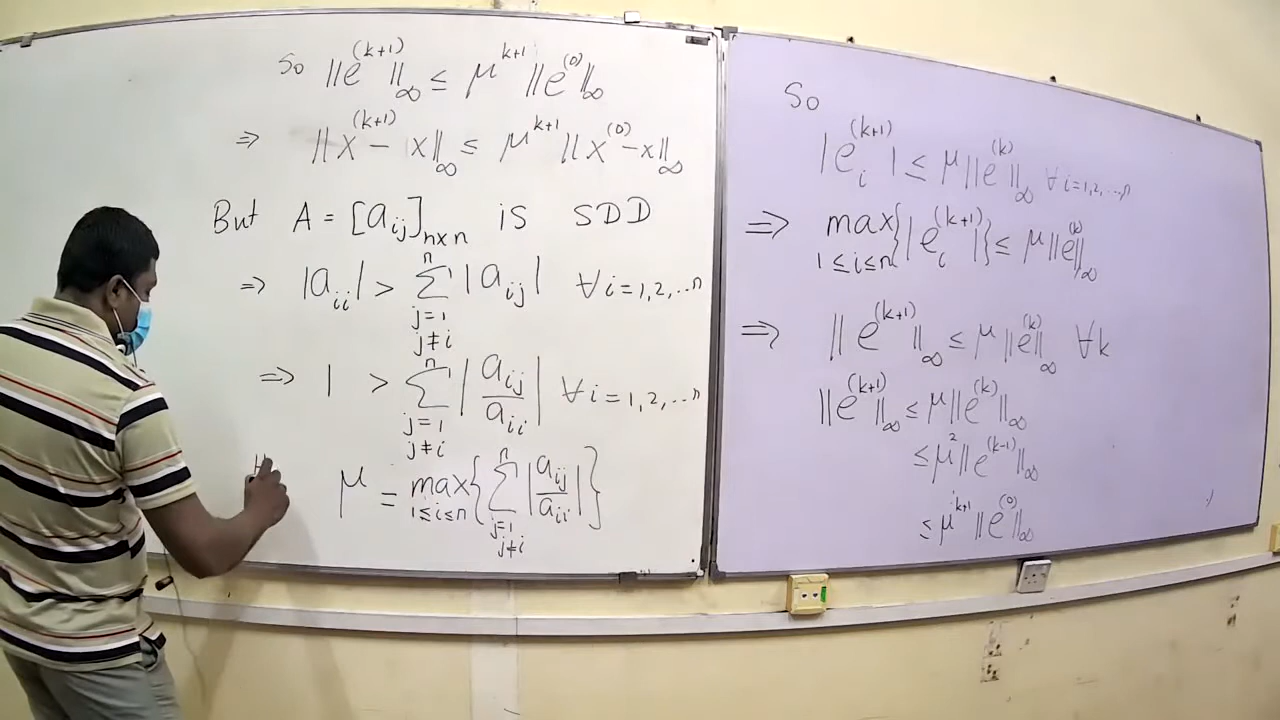 So ||e^(k+1)||_∞ ≤ μ^k+1 ||e^(0)||_∞
⇒ ||x^(k+1) - x||_∞ ≤ μ^k+1 ||x^(0) - x||_∞
But A = [a_ij]_n×n is SDD
⇒ |a_ii| > Σ_{j=1, j≠i}^n |a_ij| ∀ i=1,2,...n
⇒ 1 > Σ_{j=1, j≠i}^n |a_ij/a_ii| ∀ i=1,2,...n
μ = max_{1≤i≤n} { Σ_{j=1, j≠i}^n |a_ij/a_ii| }
So
|e_i^(k+1)| ≤ μ||e^(k)||_∞ ∀ i=1,2,...,n
⇒ max_{1≤i≤n} {|e_i^(k+1)|} ≤ μ||e^(k)||_∞
⇒ ||e^(k+1)||_∞ ≤ μ||e^(k)||_∞ ∀k
||e^(k+1)||_∞ ≤ μ||e^(k)||_∞
≤ μ^2 ||e^(k-1)||_∞
≤ μ^k+1 ||e^(0)||_∞